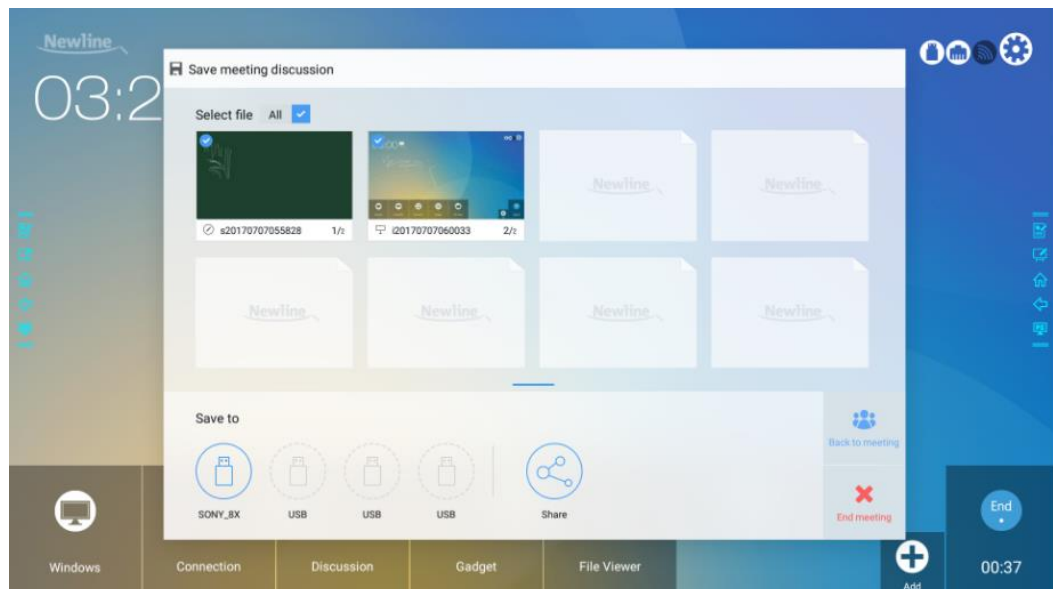 Newline
03:2
Save meeting discussion
Select file All
s20170707055828 1/2
i20170707060033 2/2
Newline
Newline
Newline
Newline
Newline
Newline
Save to
SONY_8X
USB
USB
USB
Share
Back to meeting
End meeting
End
Windows
Connection
Discussion
Gadget
File Viewer
Add
00:37